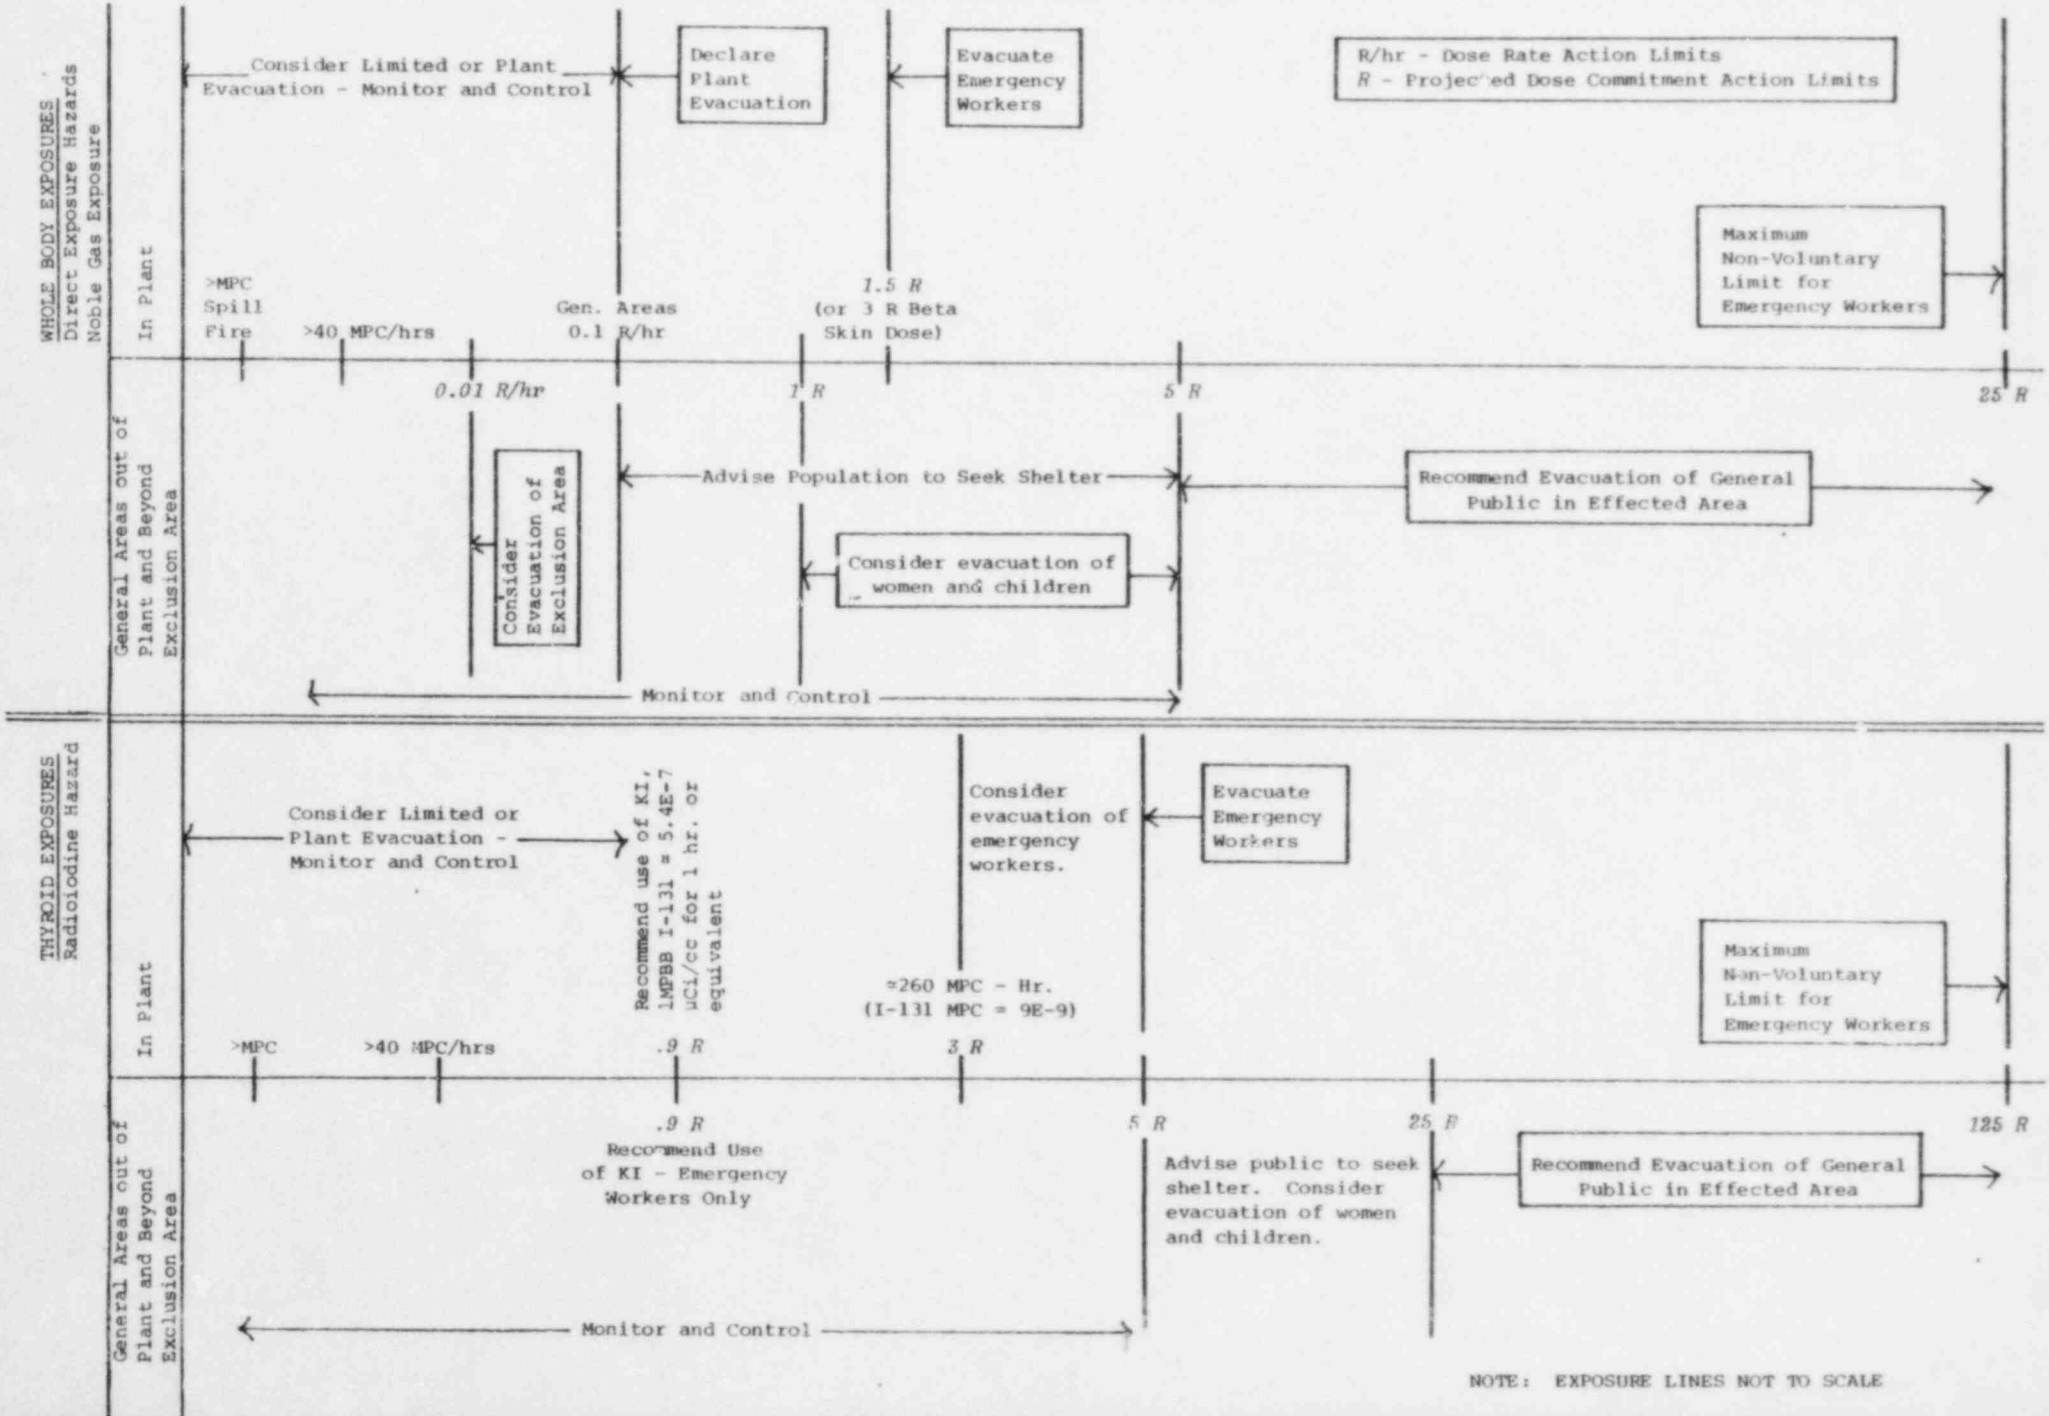 WHOLE BODY EXPOSURES
Direct Exposure Hazards
Noble Gas Exposure
In Plant
Consider Limited or Plant
Evacuation - Monitor and Control
Declare
Plant
Evacuation
Evacuate
Emergency
Workers
R/hr - Dose Rate Action Limits
R - Projected Dose Commitment Action Limits
Maximum
Non-Voluntary
Limit for
Emergency Workers
>MPC
Spill
Fire
>40 MPC/hrs
Gen. Areas
0.1 R/hr
1.5 R
(or 3 R Beta
Skin Dose)
0.01 R/hr
1 R
5 R
25 R
General Areas out of
Plant and Beyond
Exclusion Area
Consider
Evacuation of
Exclusion Area
Advise Population to Seek Shelter
Recommend Evacuation of General
Public in Effected Area
Consider evacuation of
women and children
Monitor and Control
THYROID EXPOSURES
Radioiodine Hazard
In Plant
Consider Limited or
Plant Evacuation -
Monitor and Control
Recommend use of KI,
1MPBB I-131 = 5.4E-7
μCi/cc for 1 hr. or
equivalent
Consider
evacuation of
emergency
workers.
Evacuate
Emergency
Workers
Maximum
Non-Voluntary
Limit for
Emergency Workers
≈260 MPC - Hr.
(I-131 MPC = 9E-9)
>MPC
>40 MPC/hrs
.9 R
3 R
General Areas out of
Plant and Beyond
Exclusion Area
.9 R
Recommend Use
of KI - Emergency
Workers Only
5 R
25 R
125 R
Advise public to seek
shelter. Consider
evacuation of women
and children.
Recommend Evacuation of General
Public in Effected Area
Monitor and Control
NOTE: EXPOSURE LINES NOT TO SCALE